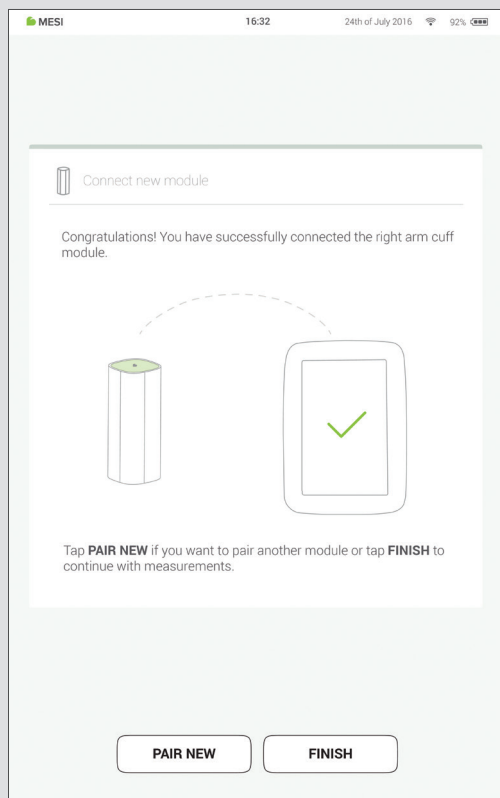 MESI 16:32 24th of July 2016 92%
Connect new module
Congratulations! You have successfully connected the right arm cuff
module.
Tap PAIR NEW if you want to pair another module or tap FINISH to
continue with measurements.
PAIR NEW FINISH